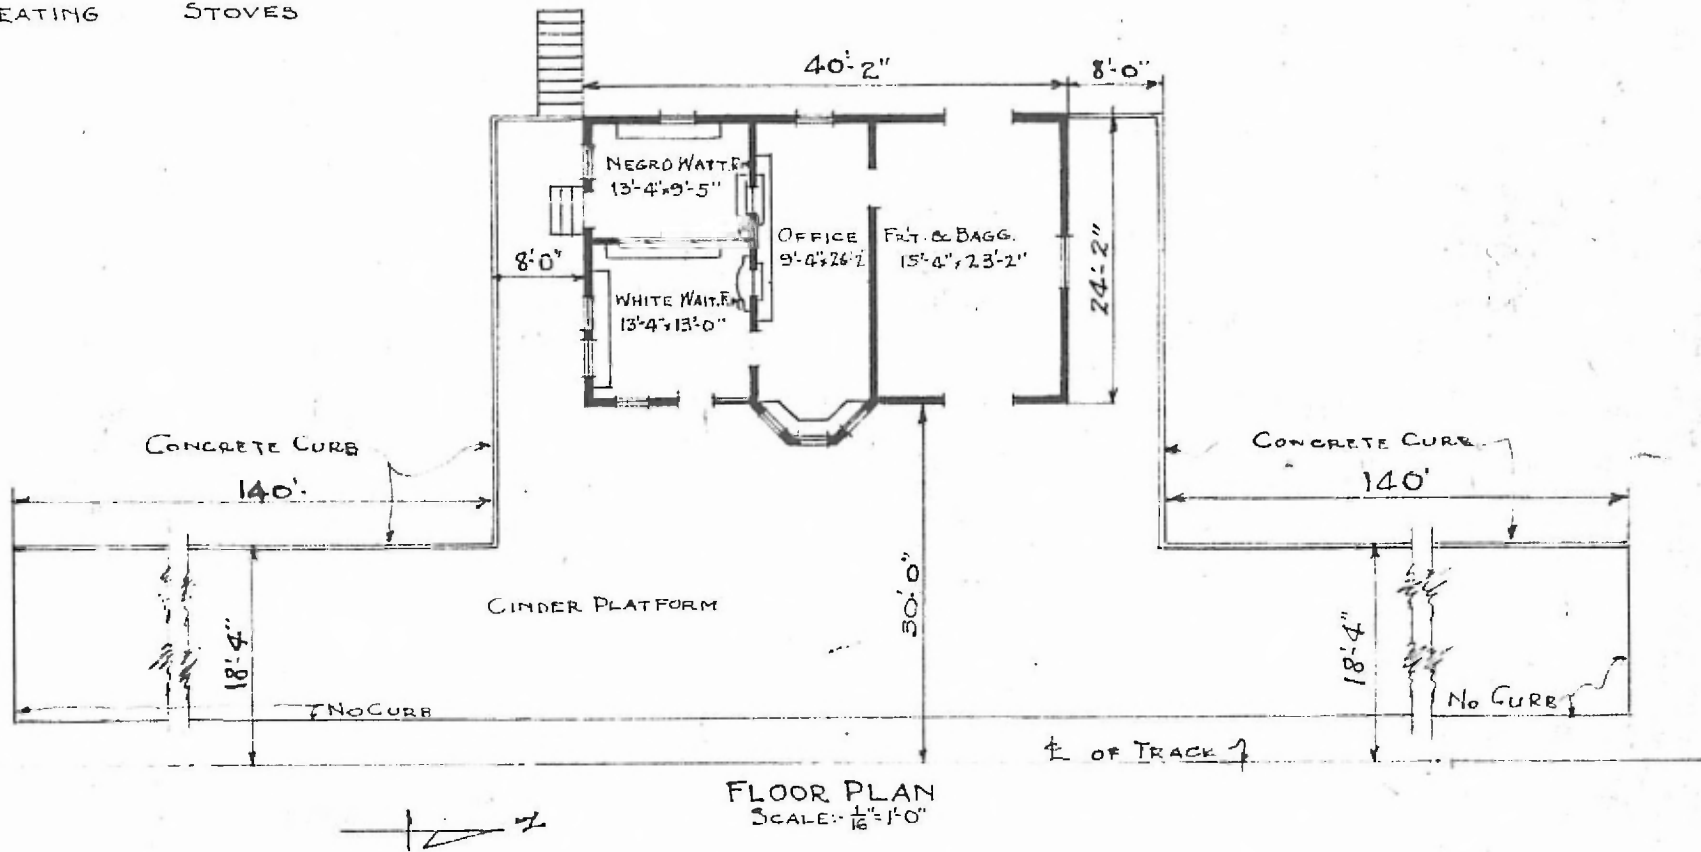 EATING STOVES
40'-2"
8'-0"
NEGRO WAIT. RM
13'-4"x9'-5"
OFFICE
9'-4"x26'-2
FR'T. & BAGG.
15'-4"x23'-2"
24'-2"
8'-0"
WHITE WAIT. RM
13'-4"x13'-0"
CONCRETE CURB
140'.
CONCRETE CURB
140'
CINDER PLATFORM
30'-0"
18'-4"
18'-4"
NO CURB
NO CURB
℄ OF TRACK
FLOOR PLAN
SCALE:- 1/16"=1'-0"
N